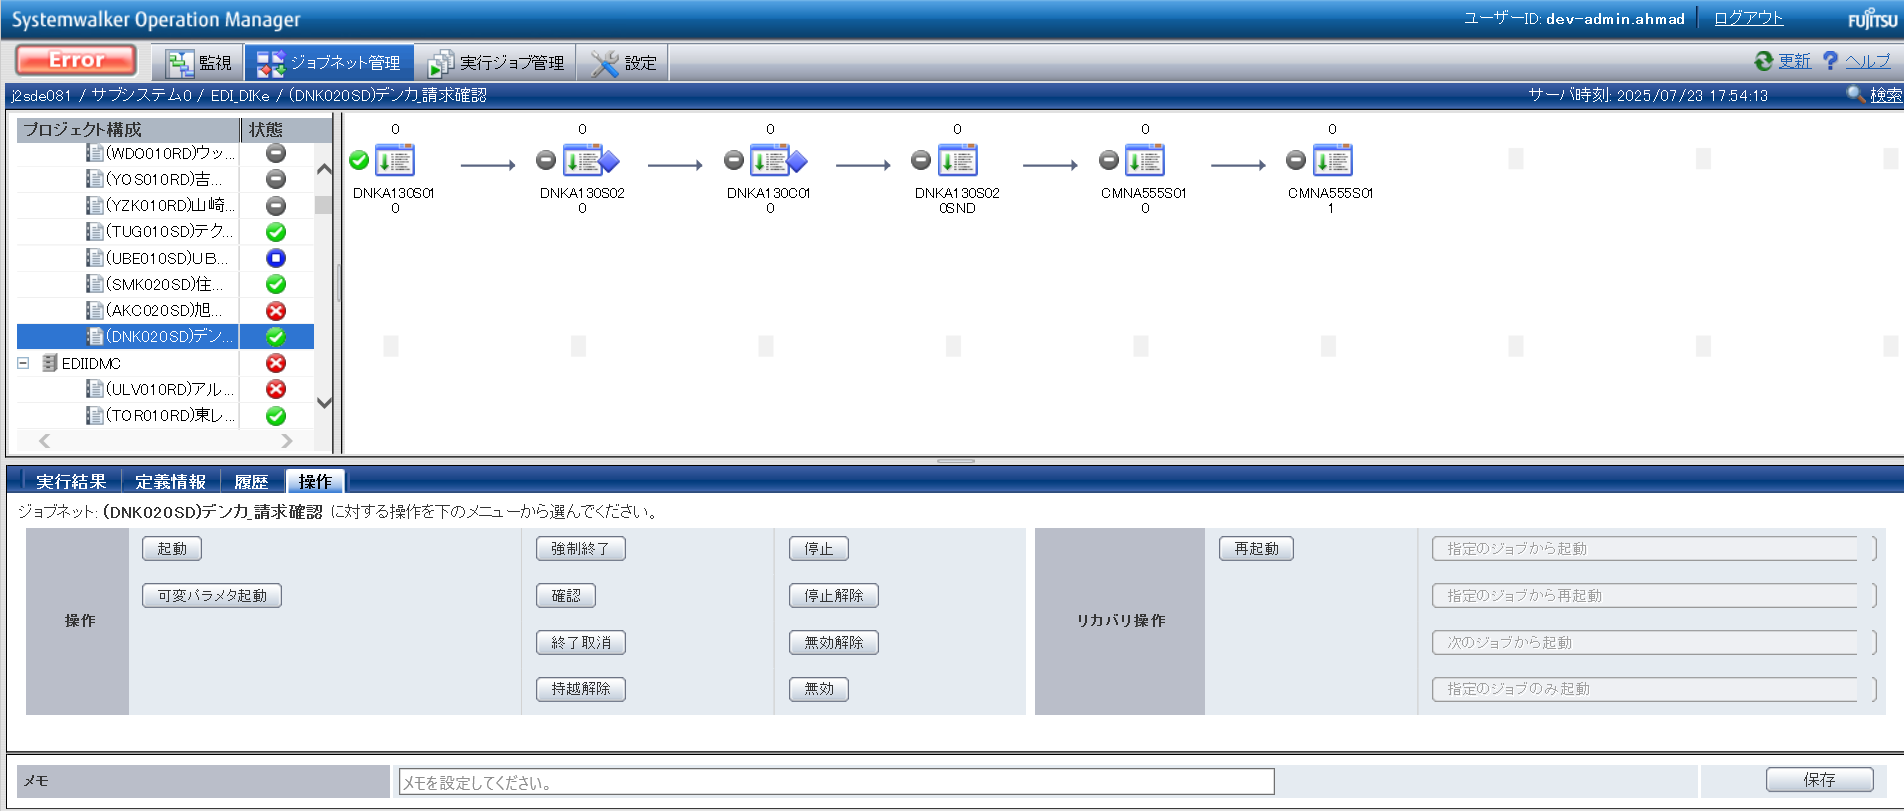 Systemwalker Operation Manager
ユーザーID: dev-admin.ahmad
ログアウト
FUJITSU
Error
監視
ジョブネット管理
実行ジョブ管理
設定
更新
ヘルプ
j2sde081 / サブシステム0 / EDI_DIKe / (DNK020SD)デンカ_請求確認
サーバ時刻: 2025/07/23 17:54:13
検索
プロジェクト構成
状態
(WDO010RD)ウッ...
(YOS010RD)吉...
(YZK010RD)山崎...
(TUG010SD)テク...
(UBE010SD)UB...
(SMK020SD)住...
(AKC020SD)旭...
(DNK020SD)デン...
EDIIDMC
(ULV010RD)アル...
(TOR010RD)東レ...
0
0
0
0
0
0
DNKA130S01
0
DNKA130S02
0
DNKA130C01
0
DNKA130S02
0SND
CMNA555S01
0
CMNA555S01
1
実行結果
定義情報
履歴
操作
ジョブネット: (DNK020SD)デンカ_請求確認 に対する操作を下のメニューから選んでください。
操作
起動
可変パラメタ起動
強制終了
確認
終了取消
持越解除
停止
停止解除
無効解除
無効
リカバリ操作
再起動
指定のジョブから起動
指定のジョブから再起動
次のジョブから起動
指定のジョブのみ起動
メモ
メモを設定してください。
保存